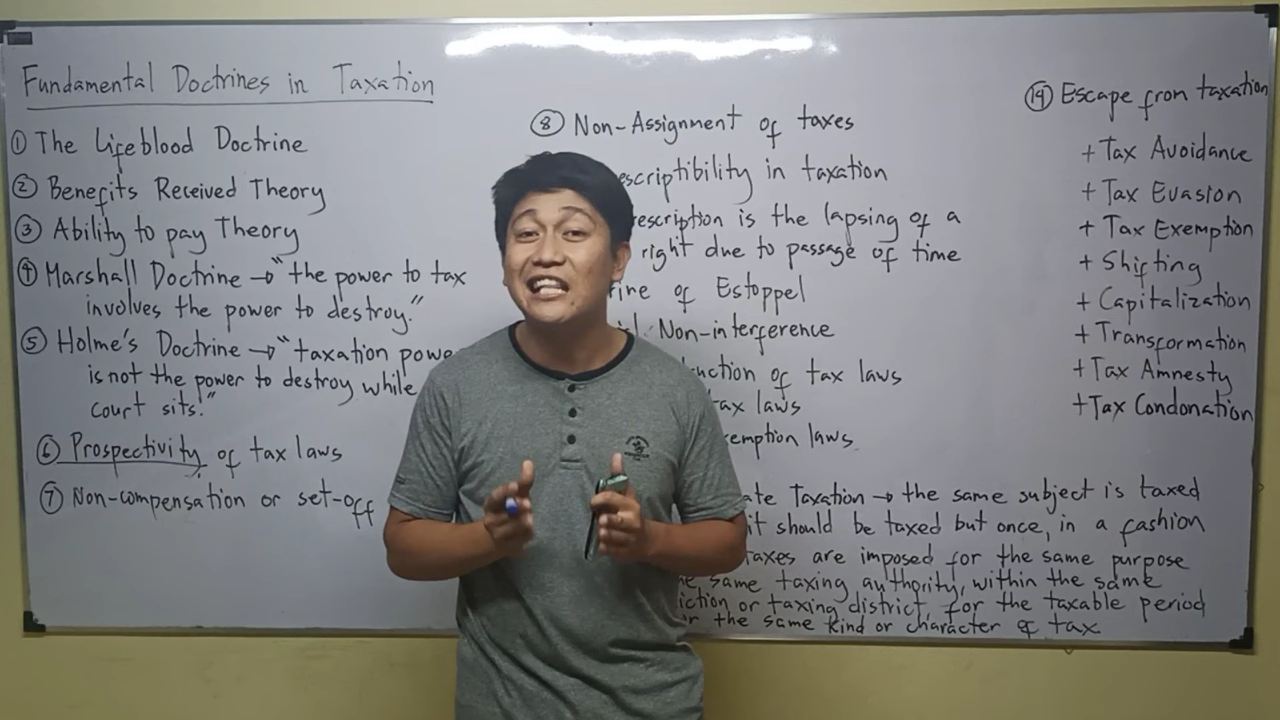 Fundamental Doctrines in Taxation
① The Lifeblood Doctrine
② Benefits Received Theory
③ Ability to pay Theory
④ Marshall Doctrine → "the power to tax
involves the power to destroy."
⑤ Holme's Doctrine → "taxation powe
is not the power to destroy while
court sits."
⑥ Prospectivity of tax laws
⑦ Non-compensation or set-off
⑧ Non-Assignment of taxes
escriptibility in taxation
rescription is the lapsing of a
right due to passage of time
rine of Estoppel
Non-interference
uction of tax laws
tax laws
emption laws
ate Taxation → the same subject is taxed
it should be taxed but once, in a fashion
taxes are imposed for the same purpose
he same taxing authority, within the same
iction or taxing district, for the taxable period
the same kind or character of tax
⑭ Escape from taxation
+ Tax Avoidance
+ Tax Evasion
+ Tax Exemption
+ Shifting
+ Capitalization
+ Transformation
+ Tax Amnesty
+ Tax Condonation